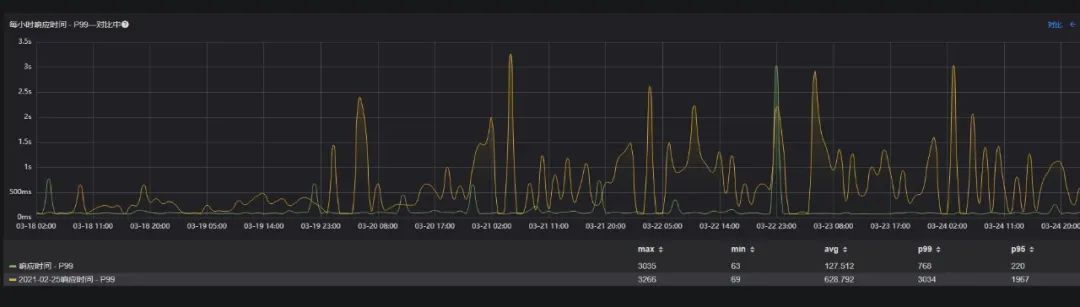 每小时响应时间 - P99—对比中
对比
3.5s
3s
2.5s
2s
1.5s
1s
500ms
0ms
03-18 02:00 03-18 11:00 03-18 20:00 03-19 05:00 03-19 14:00 03-19 23:00 03-20 08:00 03-20 17:00 03-21 02:00 03-21 11:00 03-21 20:00 03-22 05:00 03-22 14:00 03-22 23:00 03-23 08:00 03-23 17:00 03-24 02:00 03-24 11:00 03-24 20:00
max min avg p99 p95
响应时间 - P99 3035 63 127.512 768 220
2021-02-25响应时间 - P99 3266 69 628.792 3034 1967